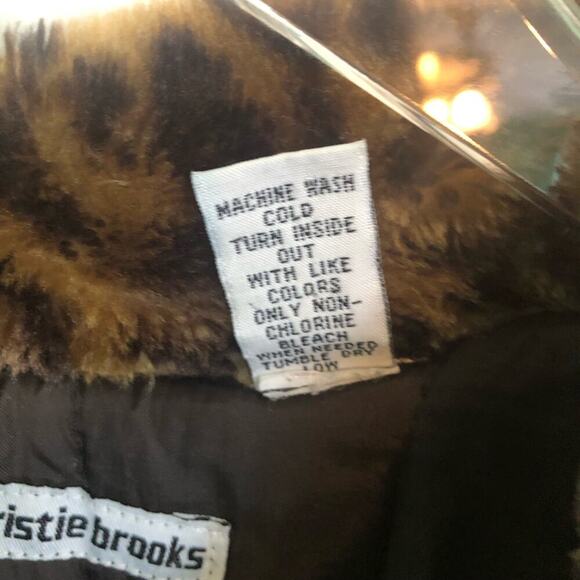 MACHINE WASH
COLD
TURN INSIDE
OUT
WITH LIKE
COLORS
ONLY NON-
CHLORINE
BLEACH
WHEN NEEDED
TUMBLE DRY
LOW
ristie brooks